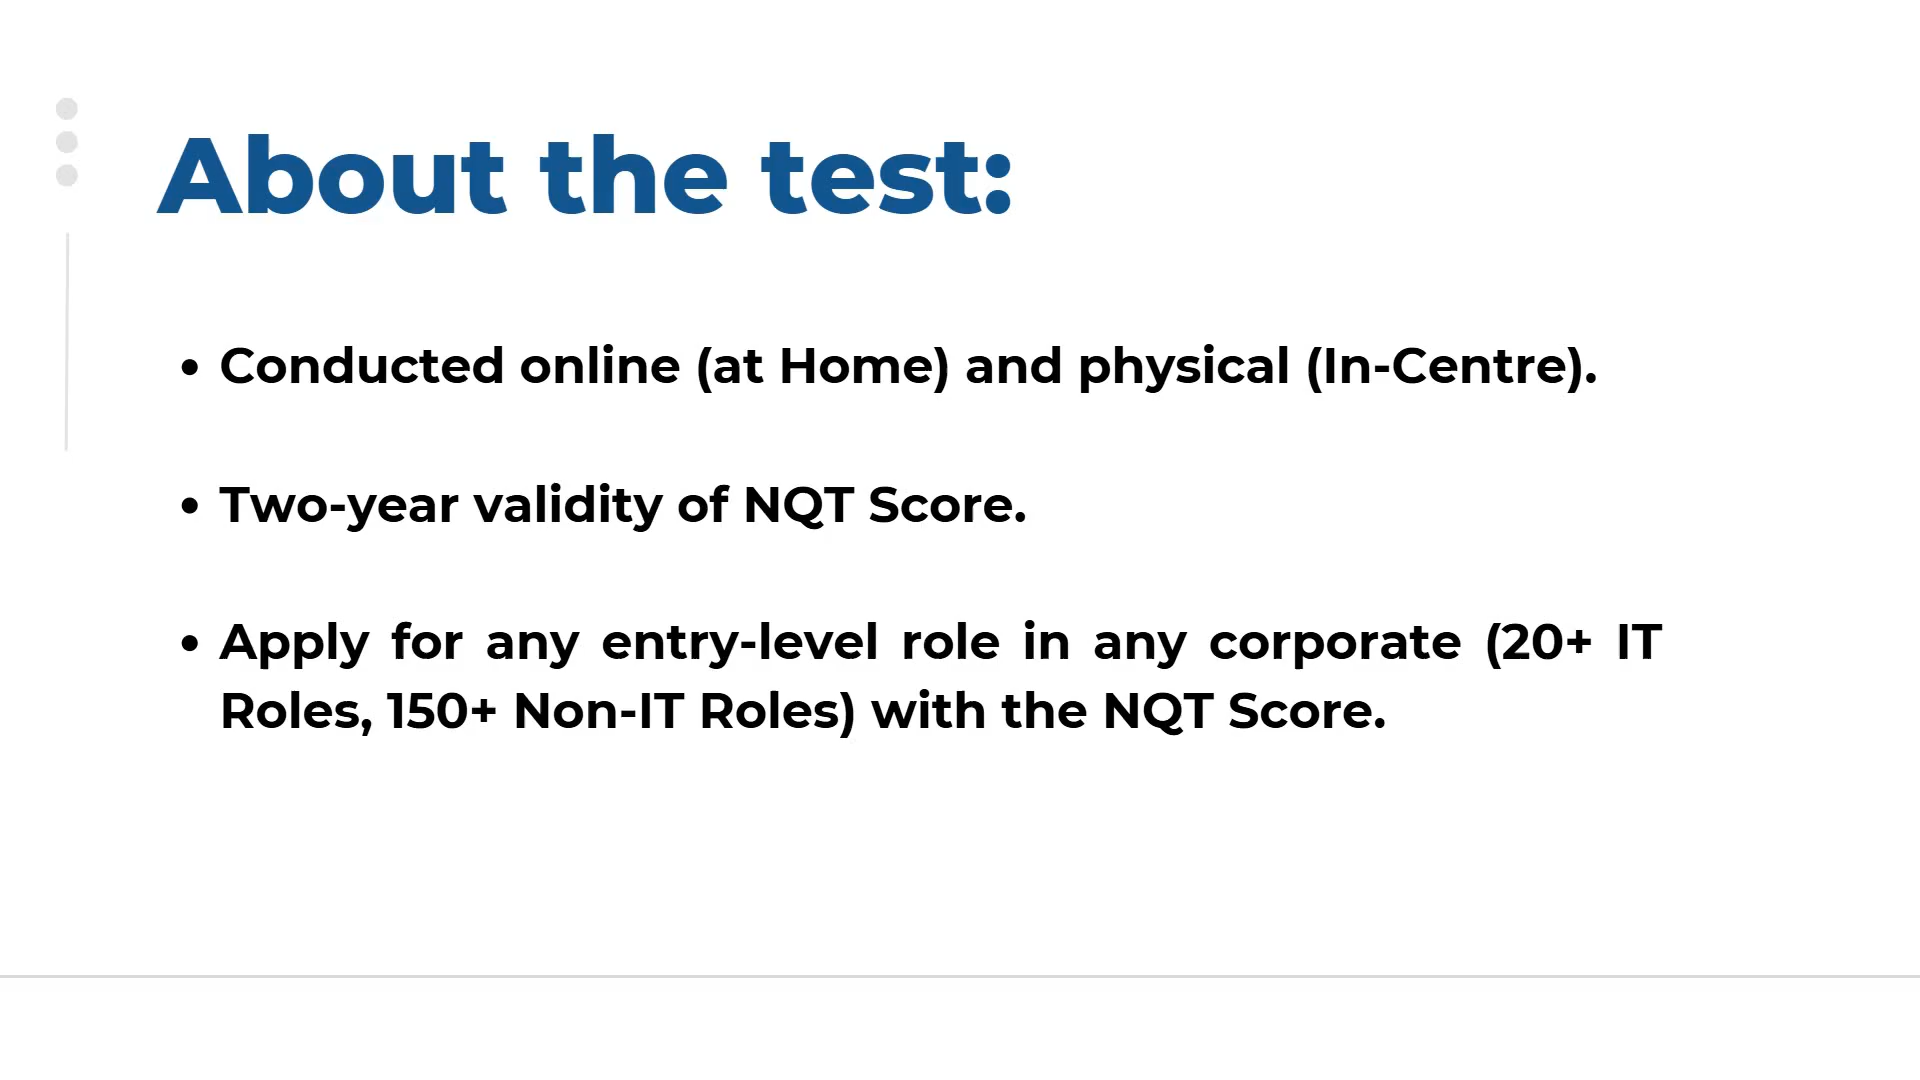 About the test:
• Conducted online (at Home) and physical (In-Centre).
• Two-year validity of NQT Score.
• Apply for any entry-level role in any corporate (20+ IT
Roles, 150+ Non-IT Roles) with the NQT Score.